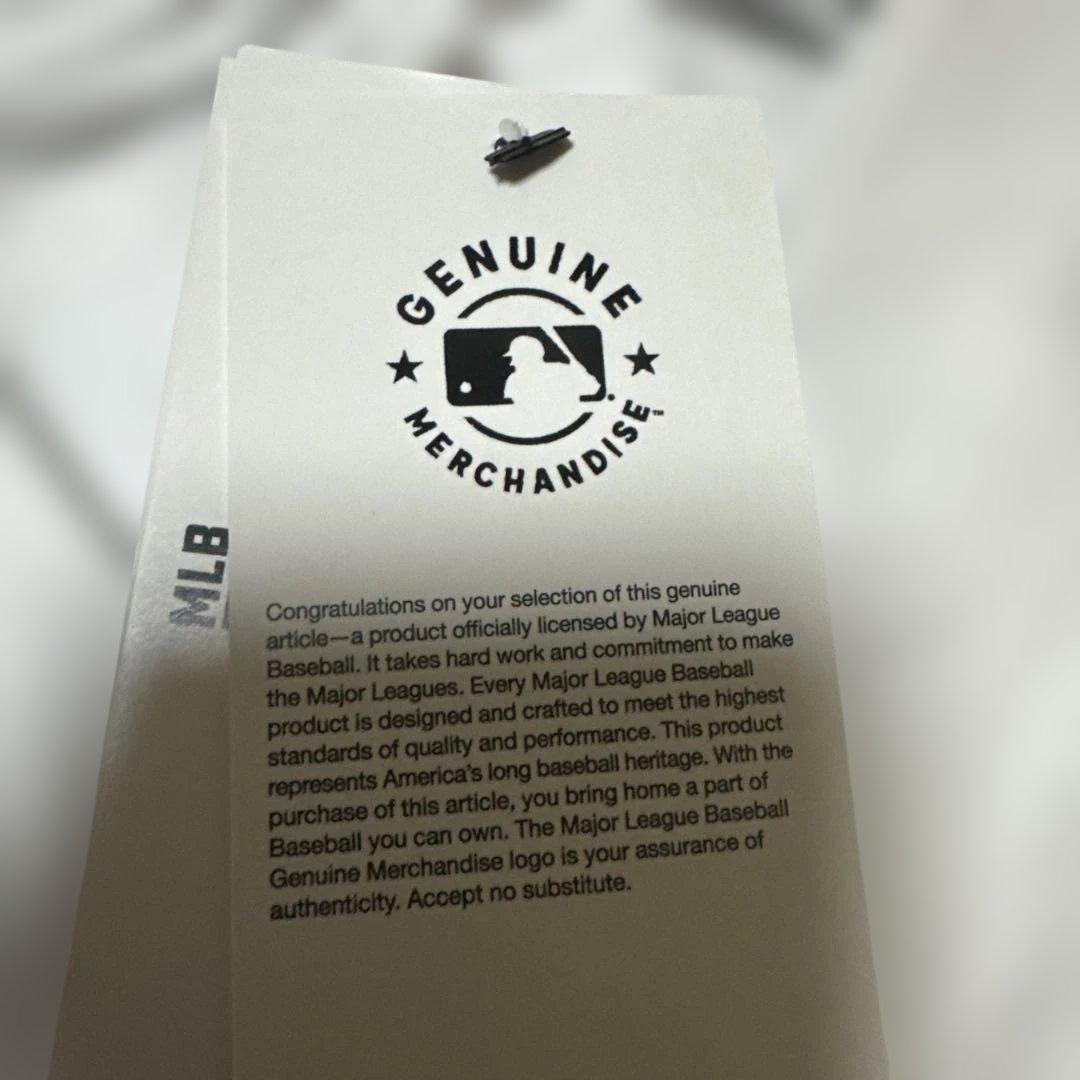 GENUINE
MERCHANDISE™
MLB
Congratulations on your selection of this genuine
article—a product officially licensed by Major League
Baseball. It takes hard work and commitment to make
the Major Leagues. Every Major League Baseball
product is designed and crafted to meet the highest
standards of quality and performance. This product
represents America's long baseball heritage. With the
purchase of this article, you bring home a part of
Baseball you can own. The Major League Baseball
Genuine Merchandise logo is your assurance of
authenticity. Accept no substitute.